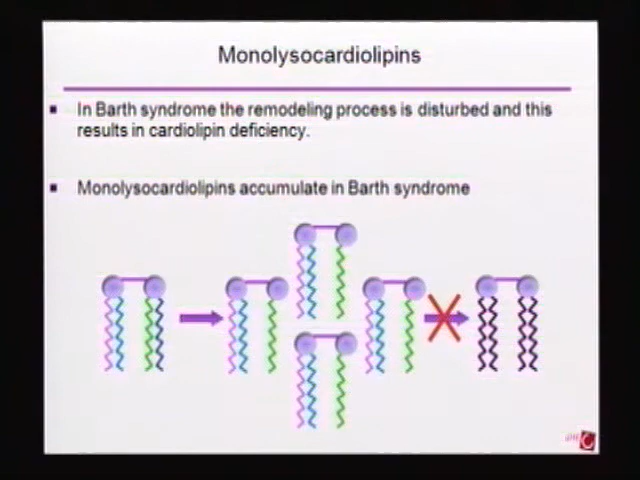 Monolysocardiolipins
In Barth syndrome the remodeling process is disturbed and this
results in cardiolipin deficiency.
Monolysocardiolipins accumulate in Barth syndrome